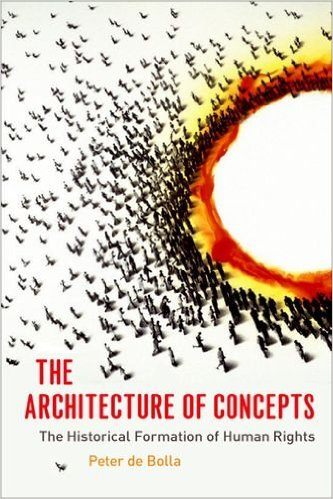 THE
ARCHITECTURE OF CONCEPTS
The Historical Formation of Human Rights
Peter de Bolla